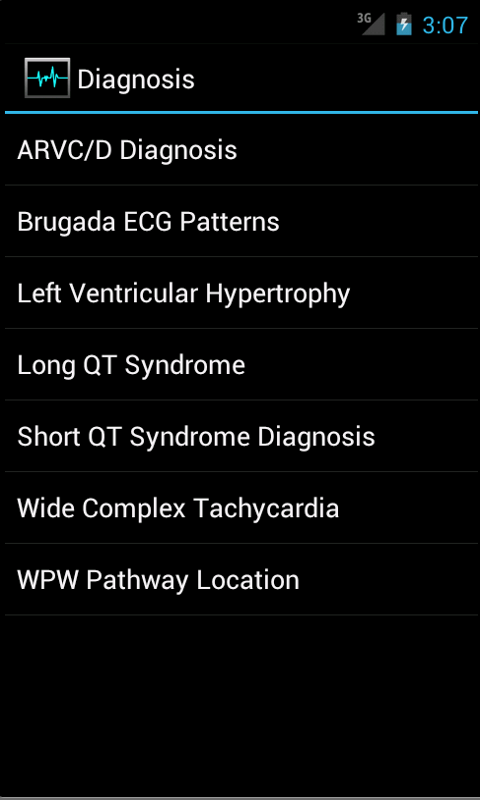 3G 3:07
Diagnosis
ARVC/D Diagnosis
Brugada ECG Patterns
Left Ventricular Hypertrophy
Long QT Syndrome
Short QT Syndrome Diagnosis
Wide Complex Tachycardia
WPW Pathway Location